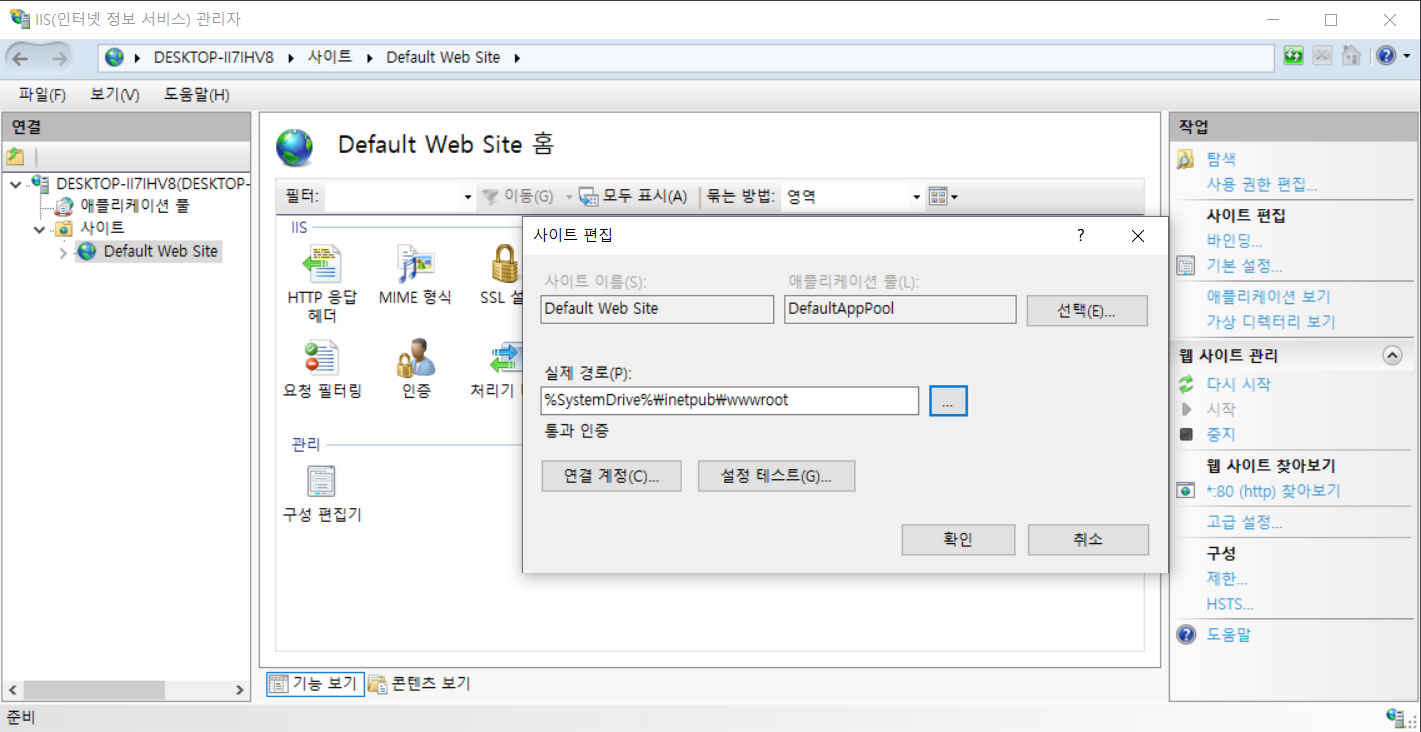 IIS(인터넷 정보 서비스) 관리자
DESKTOP-II7IHV8 사이트 Default Web Site
파일(F) 보기(V) 도움말(H)
연결
DESKTOP-II7IHV8(DESKTOP-
애플리케이션 풀
사이트
Default Web Site
Default Web Site 홈
필터: 이동(G) 모두 표시(A) 묶는 방법: 영역
IIS
HTTP 응답 헤더
MIME 형식
SSL 설
요청 필터링
인증
처리기
관리
구성 편집기
사이트 편집 ?
사이트 이름(S): 애플리케이션 풀(L):
Default Web Site DefaultAppPool 선택(E)...
실제 경로(P):
%SystemDrive%₩inetpub₩wwwroot ...
통과 인증
연결 계정(C)... 설정 테스트(G)...
확인 취소
기능 보기 콘텐츠 보기
작업
탐색
사용 권한 편집...
사이트 편집
바인딩...
기본 설정...
애플리케이션 보기
가상 디렉터리 보기
웹 사이트 관리
다시 시작
시작
중지
웹 사이트 찾아보기
*:80 (http) 찾아보기
고급 설정...
구성
제한...
HSTS...
도움말
준비